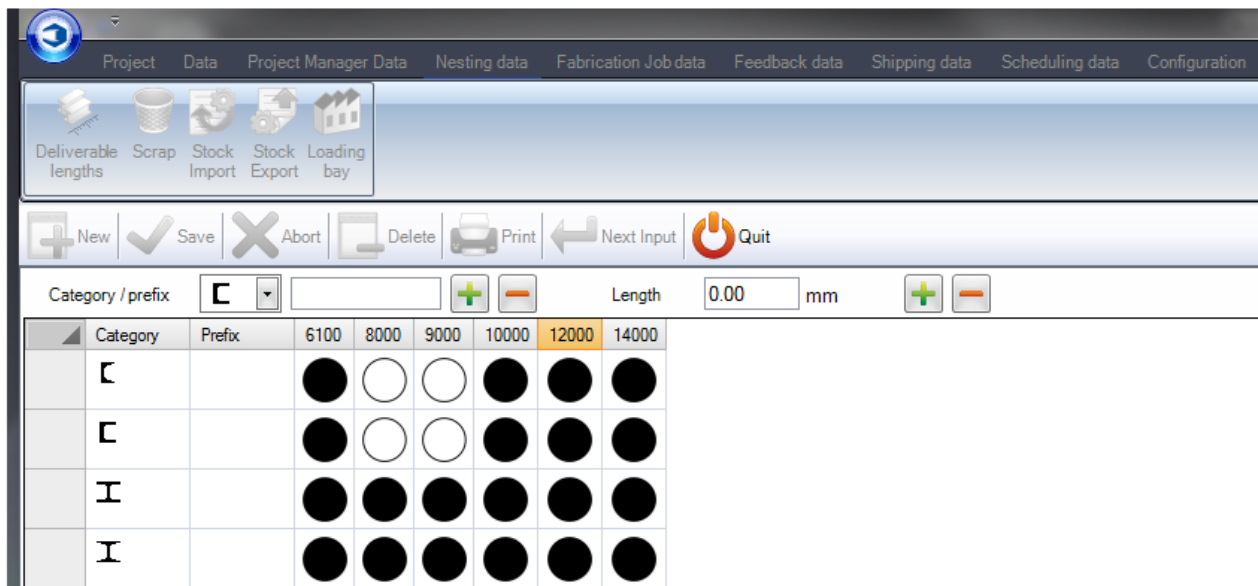 Project Data Project Manager Data Nesting data Fabrication Job data Feedback data Shipping data Scheduling data Configuration
Deliverable lengths Scrap Stock Import Stock Export Loading bay
New Save Abort Delete Print Next Input Quit
Category / prefix Length 0.00 mm
Category Prefix 6100 8000 9000 10000 12000 14000